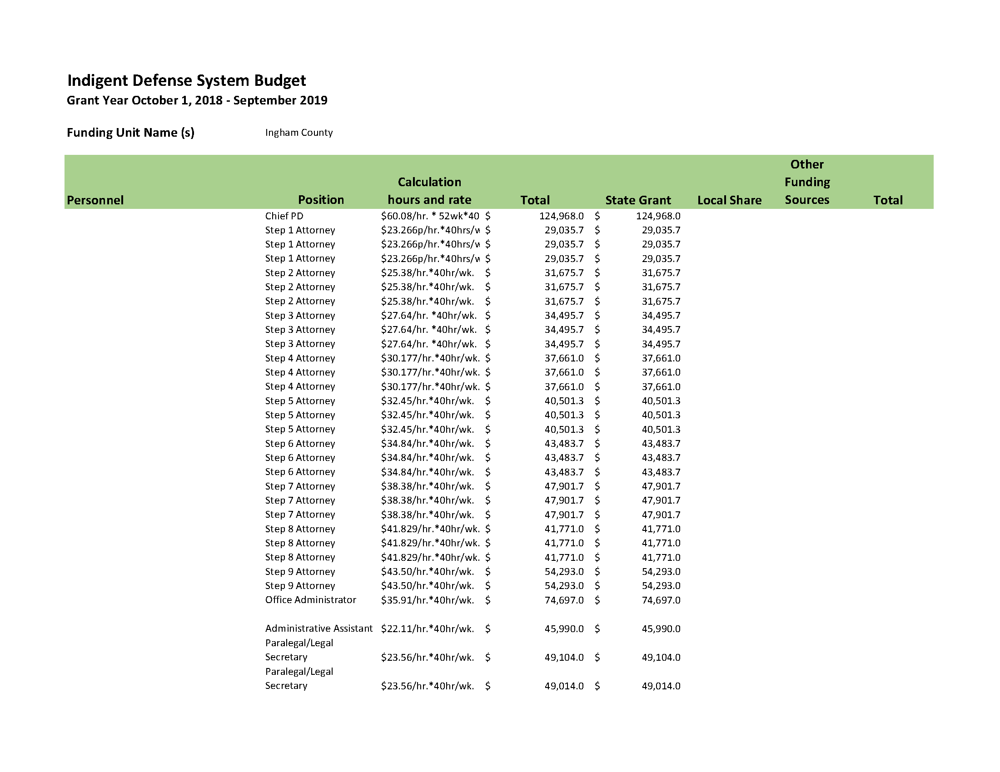 Indigent Defense System Budget
Grant Year October 1, 2018 - September 2019
Funding Unit Name (s) Ingham County
Personnel Position Calculation hours and rate Total State Grant Local Share Other Funding Sources Total
Chief PD $60.08/hr. * 52wk*40 $ 124,968.0 $ 124,968.0
Step 1 Attorney $23.266p/hr.*40hrs/w $ 29,035.7 $ 29,035.7
Step 1 Attorney $23.266p/hr.*40hrs/w $ 29,035.7 $ 29,035.7
Step 1 Attorney $23.266p/hr.*40hrs/w $ 29,035.7 $ 29,035.7
Step 2 Attorney $25.38/hr.*40hr/wk. $ 31,675.7 $ 31,675.7
Step 2 Attorney $25.38/hr.*40hr/wk. $ 31,675.7 $ 31,675.7
Step 2 Attorney $25.38/hr.*40hr/wk. $ 31,675.7 $ 31,675.7
Step 3 Attorney $27.64/hr. *40hr/wk. $ 34,495.7 $ 34,495.7
Step 3 Attorney $27.64/hr. *40hr/wk. $ 34,495.7 $ 34,495.7
Step 3 Attorney $27.64/hr. *40hr/wk. $ 34,495.7 $ 34,495.7
Step 4 Attorney $30.177/hr.*40hr/wk. $ 37,661.0 $ 37,661.0
Step 4 Attorney $30.177/hr.*40hr/wk. $ 37,661.0 $ 37,661.0
Step 4 Attorney $30.177/hr.*40hr/wk. $ 37,661.0 $ 37,661.0
Step 5 Attorney $32.45/hr.*40hr/wk. $ 40,501.3 $ 40,501.3
Step 5 Attorney $32.45/hr.*40hr/wk. $ 40,501.3 $ 40,501.3
Step 5 Attorney $32.45/hr.*40hr/wk. $ 40,501.3 $ 40,501.3
Step 6 Attorney $34.84/hr.*40hr/wk. $ 43,483.7 $ 43,483.7
Step 6 Attorney $34.84/hr.*40hr/wk. $ 43,483.7 $ 43,483.7
Step 6 Attorney $34.84/hr.*40hr/wk. $ 43,483.7 $ 43,483.7
Step 7 Attorney $38.38/hr.*40hr/wk. $ 47,901.7 $ 47,901.7
Step 7 Attorney $38.38/hr.*40hr/wk. $ 47,901.7 $ 47,901.7
Step 7 Attorney $38.38/hr.*40hr/wk. $ 47,901.7 $ 47,901.7
Step 8 Attorney $41.829/hr.*40hr/wk. $ 41,771.0 $ 41,771.0
Step 8 Attorney $41.829/hr.*40hr/wk. $ 41,771.0 $ 41,771.0
Step 8 Attorney $41.829/hr.*40hr/wk. $ 41,771.0 $ 41,771.0
Step 9 Attorney $43.50/hr.*40hr/wk. $ 54,293.0 $ 54,293.0
Step 9 Attorney $43.50/hr.*40hr/wk. $ 54,293.0 $ 54,293.0
Office Administrator $35.91/hr.*40hr/wk. $ 74,697.0 $ 74,697.0
Administrative Assistant $22.11/hr.*40hr/wk. $ 45,990.0 $ 45,990.0
Paralegal/Legal
Secretary $23.56/hr.*40hr/wk. $ 49,104.0 $ 49,104.0
Paralegal/Legal
Secretary $23.56/hr.*40hr/wk. $ 49,014.0 $ 49,014.0